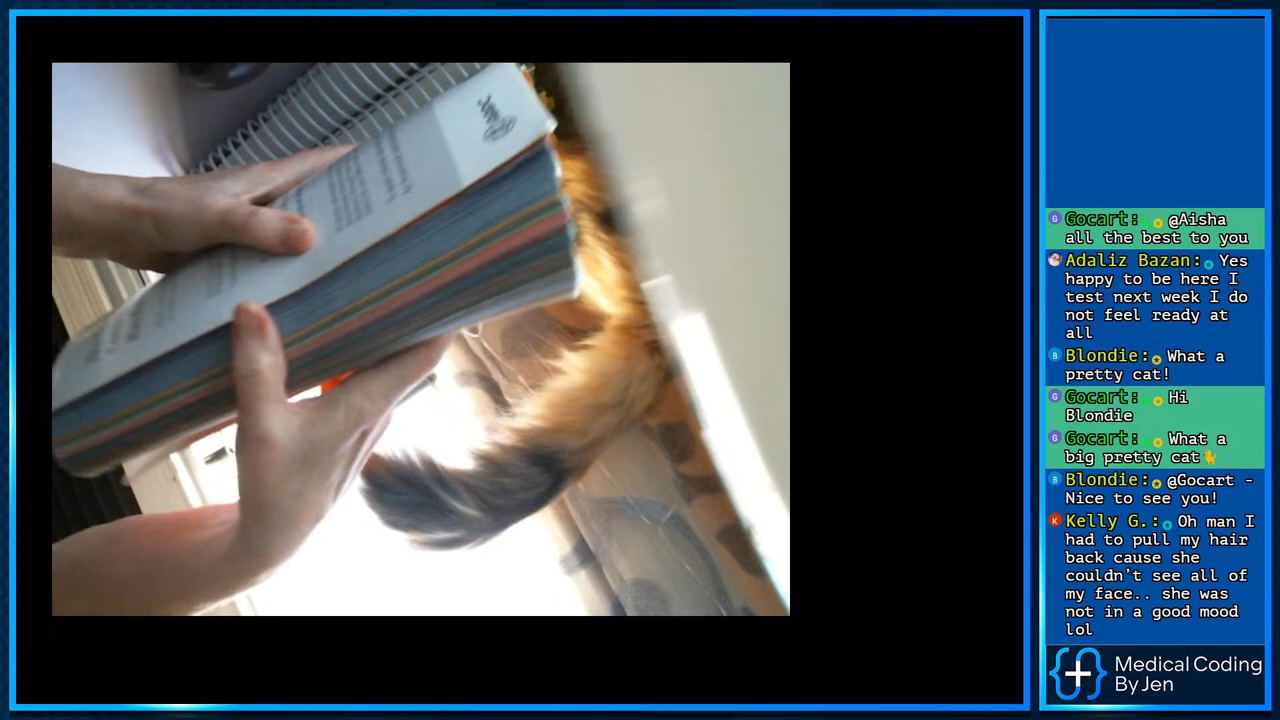 Gocart: @Aisha
all the best to you
Adaliz Bazan: Yes
happy to be here I
test next week I do
not feel ready at
all
Blondie: What a
pretty cat!
Gocart: Hi
Blondie
Gocart: What a
big pretty cat🐈
Blondie: @Gocart -
Nice to see you!
Kelly G.: Oh man I
had to pull my hair
back cause she
couldn't see all of
my face.. she was
not in a good mood
lol
Medical Coding
By Jen